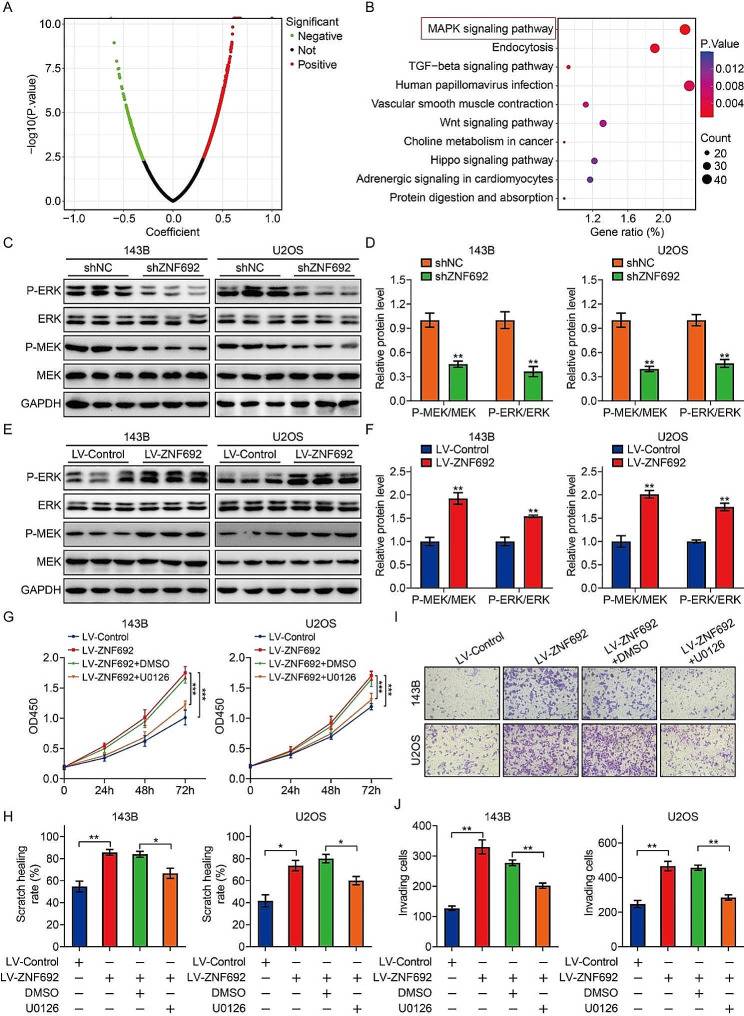 A
Significant
Negative
Not
Positive
−log10(P.value)
10.0
7.5
5.0
2.5
0.0
−1.0 −0.5 0.0 0.5 1.0
Coefficient
B
MAPK signaling pathway
Endocytosis
TGF-beta signaling pathway
Human papillomavirus infection
Vascular smooth muscle contraction
Wnt signaling pathway
Choline metabolism in cancer
Hippo signaling pathway
Adrenergic signaling in cardiomyocytes
Protein digestion and absorption
1.2 1.6 2.0
Gene ratio (%)
P.Value
0.012
0.008
0.004
Count
20
30
40
C
143B U2OS
shNC shZNF692 shNC shZNF692
P-ERK
ERK
P-MEK
MEK
GAPDH
D
143B
shNC
shZNF692
Relative protein level
1.5
1.2
0.9
0.6
0.3
0.0
** **
P-MEK/MEK P-ERK/ERK
U2OS
shNC
shZNF692
Relative protein level
1.5
1.2
0.9
0.6
0.3
0.0
** **
P-MEK/MEK P-ERK/ERK
E
143B U2OS
LV-Control LV-ZNF692 LV-Control LV-ZNF692
P-ERK
ERK
P-MEK
MEK
GAPDH
F
143B
LV-Control
LV-ZNF692
Relative protein level
2.5
2.0
1.5
1.0
0.5
0.0
** **
P-MEK/MEK P-ERK/ERK
U2OS
LV-Control
LV-ZNF692
Relative protein level
2.5
2.0
1.5
1.0
0.5
0.0
** **
P-MEK/MEK P-ERK/ERK
G
143B
LV-Control
LV-ZNF692
LV-ZNF692+DMSO
LV-ZNF692+U0126
OD450
2.0
1.5
1.0
0.5
0.0
*** ***
0 24h 48h 72h
U2OS
LV-Control
LV-ZNF692
LV-ZNF692+DMSO
LV-ZNF692+U0126
OD450
2.0
1.5
1.0
0.5
0.0
*** ***
0 24h 48h 72h
I
LV-Control LV-ZNF692 LV-ZNF692 +DMSO LV-ZNF692 +U0126
143B
U2OS
H
143B
Scratch healing
rate (%)
100
80
60
40
20
0
** *
U2OS
Scratch healing
rate (%)
100
80
60
40
20
0
* *
LV-Control + − − − + − − −
LV-ZNF692 − + + + − + + +
DMSO − − + − − − + −
U0126 − − − + − − − +
J
143B
Invading cells
400
300
200
100
0
** **
U2OS
Invading cells
800
600
400
200
0
** **
LV-Control + − − − + − − −
LV-ZNF692 − + + + − + + +
DMSO − − + − − − + −
U0126 − − − + − − − +